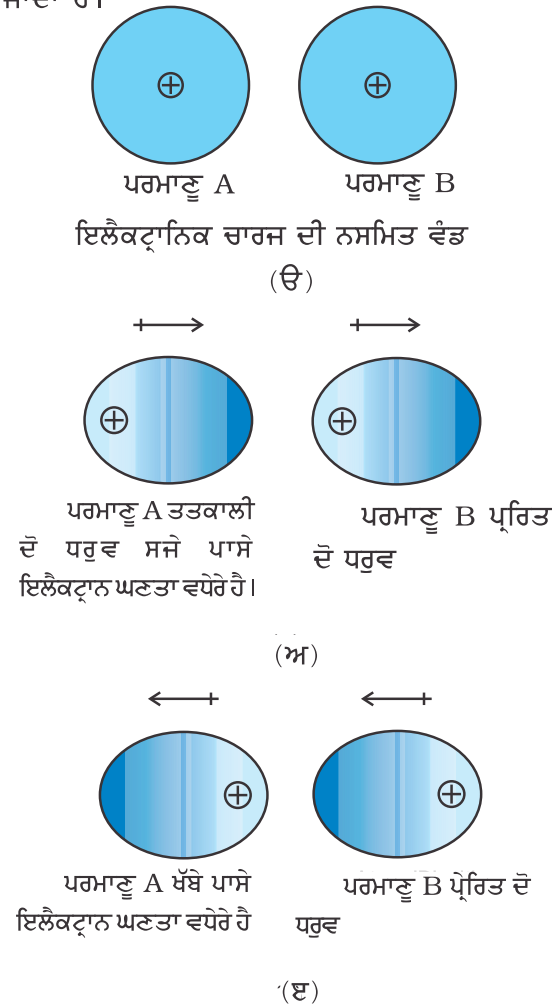 ਪਰਮਾਣੂ A ਪਰਮਾਣੂ B
ਇਲੈਕਟ੍ਰਾਨਿਕ ਚਾਰਜ ਦੀ ਨਸਮਿਤ ਵੰਡ
(ੳ)
ਪਰਮਾਣੂ A ਤਤਕਾਲੀ
ਦੋ ਧਰੁਵ ਸਜੇ ਪਾਸੇ
ਇਲੈਕਟ੍ਰਾਨ ਘਣਤਾ ਵਧੇਰੇ ਹੈ।
ਪਰਮਾਣੂ B ਪ੍ਰਰਿਤ
ਦੋ ਧਰੁਵ
(ਅ)
ਪਰਮਾਣੂ A ਖੱਬੇ ਪਾਸੇ
ਇਲੈਕਟ੍ਰਾਨ ਘਣਤਾ ਵਧੇਰੇ ਹੈ
ਪਰਮਾਣੂ B ਪ੍ਰੇਰਿਤ ਦੋ
ਧਰੁਵ
(ੲ)